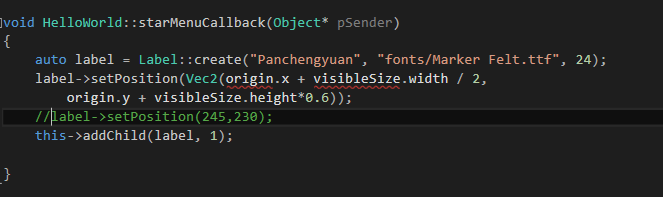 void HelloWorld::starMenuCallback(Object* pSender)
{
auto label = Label::create("Panchengyuan", "fonts/Marker Felt.ttf", 24);
label->setPosition(Vec2(origin.x + visibleSize.width / 2,
origin.y + visibleSize.height*0.6));
//label->setPosition(245,230);
this->addChild(label, 1);
}